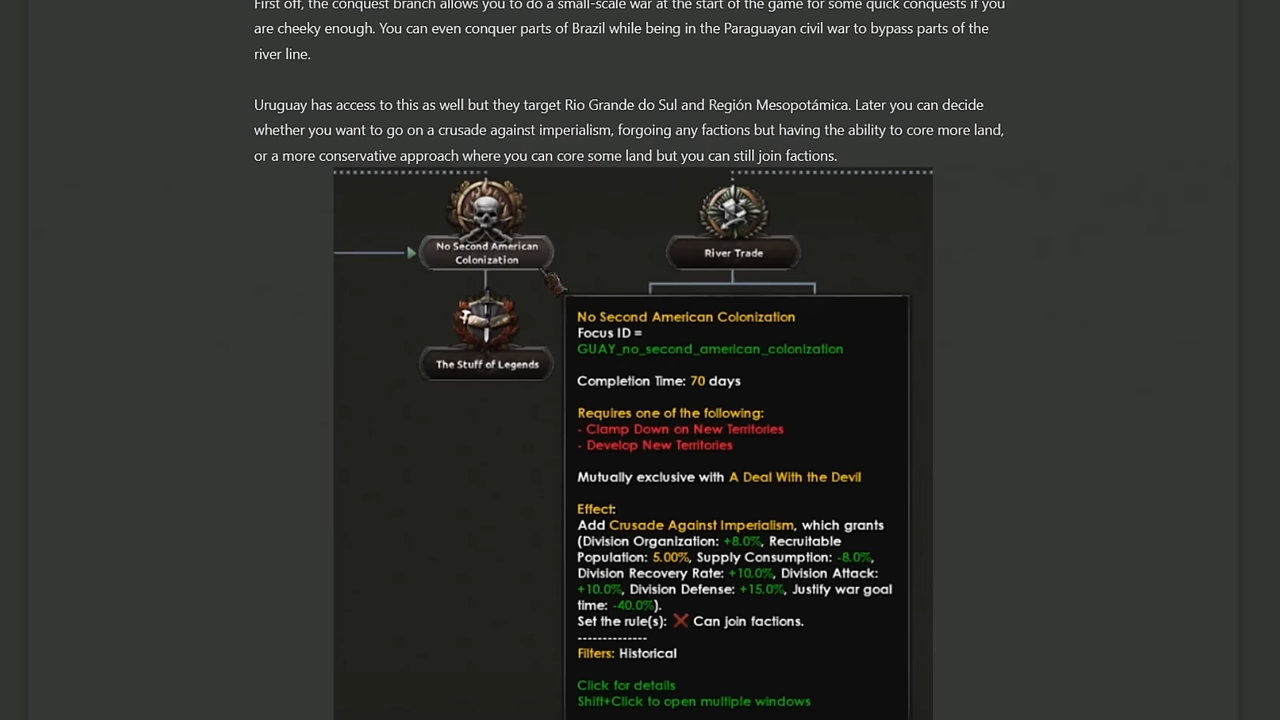 First off, the conquest branch allows you to do a small-scale war at the start of the game for some quick conquests if you
are cheeky enough. You can even conquer parts of Brazil while being in the Paraguayan civil war to bypass parts of the
river line.
Uruguay has access to this as well but they target Rio Grande do Sul and Región Mesopotámica. Later you can decide
whether you want to go on a crusade against imperialism, forgoing any factions but having the ability to core more land,
or a more conservative approach where you can core some land but you can still join factions.
No Second American
Colonization
River Trade
The Stuff of Legends
No Second American Colonization
Focus ID =
GUAY_no_second_american_colonization
Completion Time: 70 days
Requires one of the following:
- Clamp Down on New Territories
- Develop New Territories
Mutually exclusive with A Deal With the Devil
Effect:
Add Crusade Against Imperialism, which grants
(Division Organization: +8.0%, Recruitable
Population: 5.00%, Supply Consumption: -8.0%,
Division Recovery Rate: +10.0%, Division Attack:
+10.0%, Division Defense: +15.0%, Justify war goal
time: -40.0%).
Set the rule(s): Can join factions.
--------------
Filters: Historical
Click for details
Shift+Click to open multiple windows